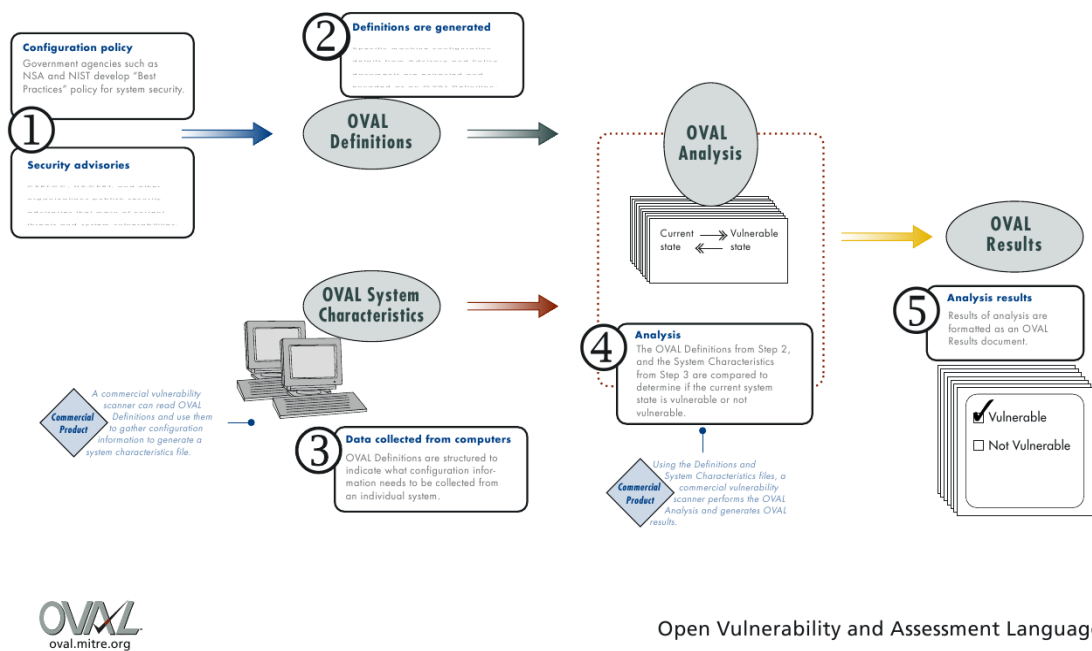 Configuration policy
Government agencies such as
NSA and NIST develop “Best
Practices” policy for system security.
1
Security advisories
2
Definitions are generated
OVAL
Definitions
OVAL System
Characteristics
Commercial
Product
A commercial vulnerability
scanner can read OVAL
Definitions and use them
to gather configuration
information to generate a
system characteristics file.
3
Data collected from computers
OVAL Definitions are structured to
indicate what configuration infor-
mation needs to be collected from
an individual system.
OVAL
Analysis
Current
state
Vulnerable
state
4
Analysis
The OVAL Definitions from Step 2,
and the System Characteristics
from Step 3 are compared to
determine if the current system
state is vulnerable or not
vulnerable.
Commercial
Product
Using the Definitions and
System Characteristics files, a
commercial vulnerability
scanner performs the OVAL
Analysis and generates OVAL
results.
OVAL
Results
5
Analysis results
Results of analysis are
formatted as an OVAL
Results document.
Vulnerable
Not Vulnerable
OVAL
oval.mitre.org
Open Vulnerability and Assessment Language